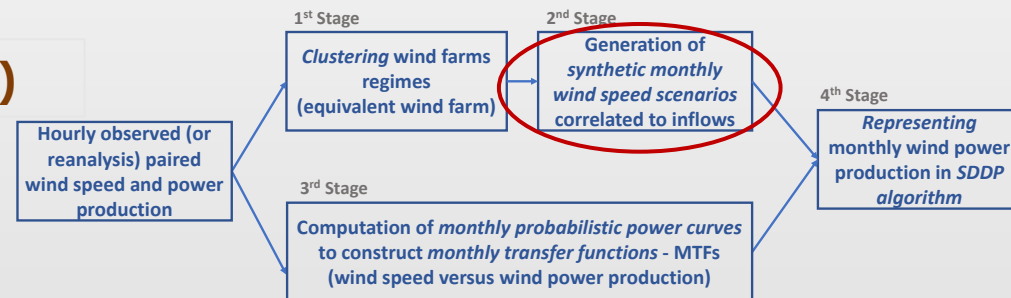 1st Stage
2nd Stage
Clustering wind farms
regimes
(equivalent wind farm)
Generation of
synthetic monthly
wind speed scenarios
correlated to inflows
)
4th Stage
Hourly observed (or
reanalysis) paired
wind speed and power
production
Representing
monthly wind power
production in SDDP
algorithm
3rd Stage
Computation of monthly probabilistic power curves
to construct monthly transfer functions - MTFs
(wind speed versus wind power production)